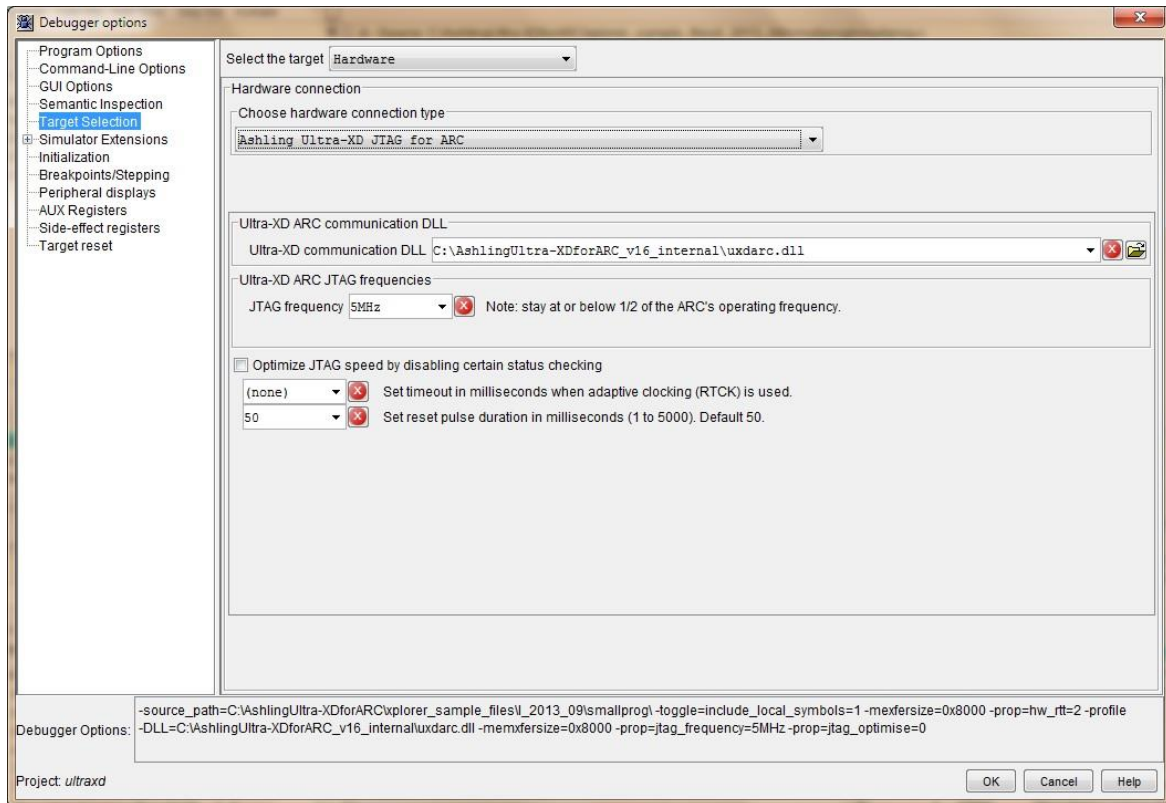 Debugger options
Program Options
Command-Line Options
GUI Options
Semantic Inspection
Target Selection
Simulator Extensions
Initialization
Breakpoints/Stepping
Peripheral displays
AUX Registers
Side-effect registers
Target reset
Select the target Hardware
Hardware connection
Choose hardware connection type
Ashling Ultra-XD JTAG for ARC
Ultra-XD ARC communication DLL
Ultra-XD communication DLL C:\AshlingUltra-XDforARC_v16_internal\uxdarc.dll
Ultra-XD ARC JTAG frequencies
JTAG frequency 5MHz Note: stay at or below 1/2 of the ARC's operating frequency.
Optimize JTAG speed by disabling certain status checking
(none) Set timeout in milliseconds when adaptive clocking (RTCK) is used.
50 Set reset pulse duration in milliseconds (1 to 5000). Default 50.
Debugger Options: -source_path=C:\AshlingUltra-XDforARC\xplorer_sample_files\I_2013_09\smallprog\ -toggle=include_local_symbols=1 -mexfersize=0x8000 -prop=hw_rtt=2 -profile
-DLL=C:\AshlingUltra-XDforARC_v16_internal\uxdarc.dll -memxfersize=0x8000 -prop=jtag_frequency=5MHz -prop=jtag_optimise=0
Project: ultraxd
OK Cancel Help